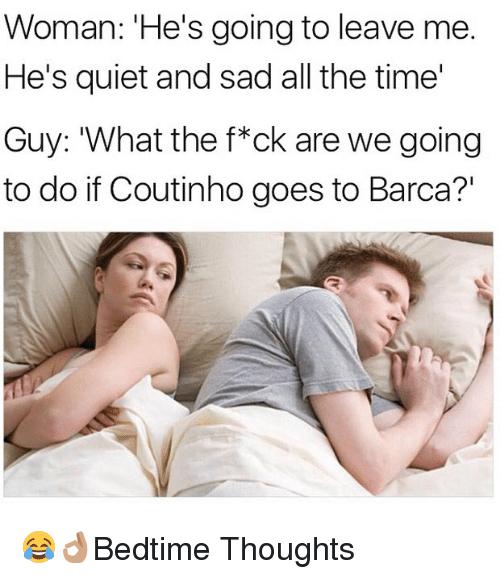 Woman: 'He's going to leave me.
He's quiet and sad all the time'
Guy: 'What the f*ck are we going
to do if Coutinho goes to Barca?'
😂👌🏽Bedtime Thoughts